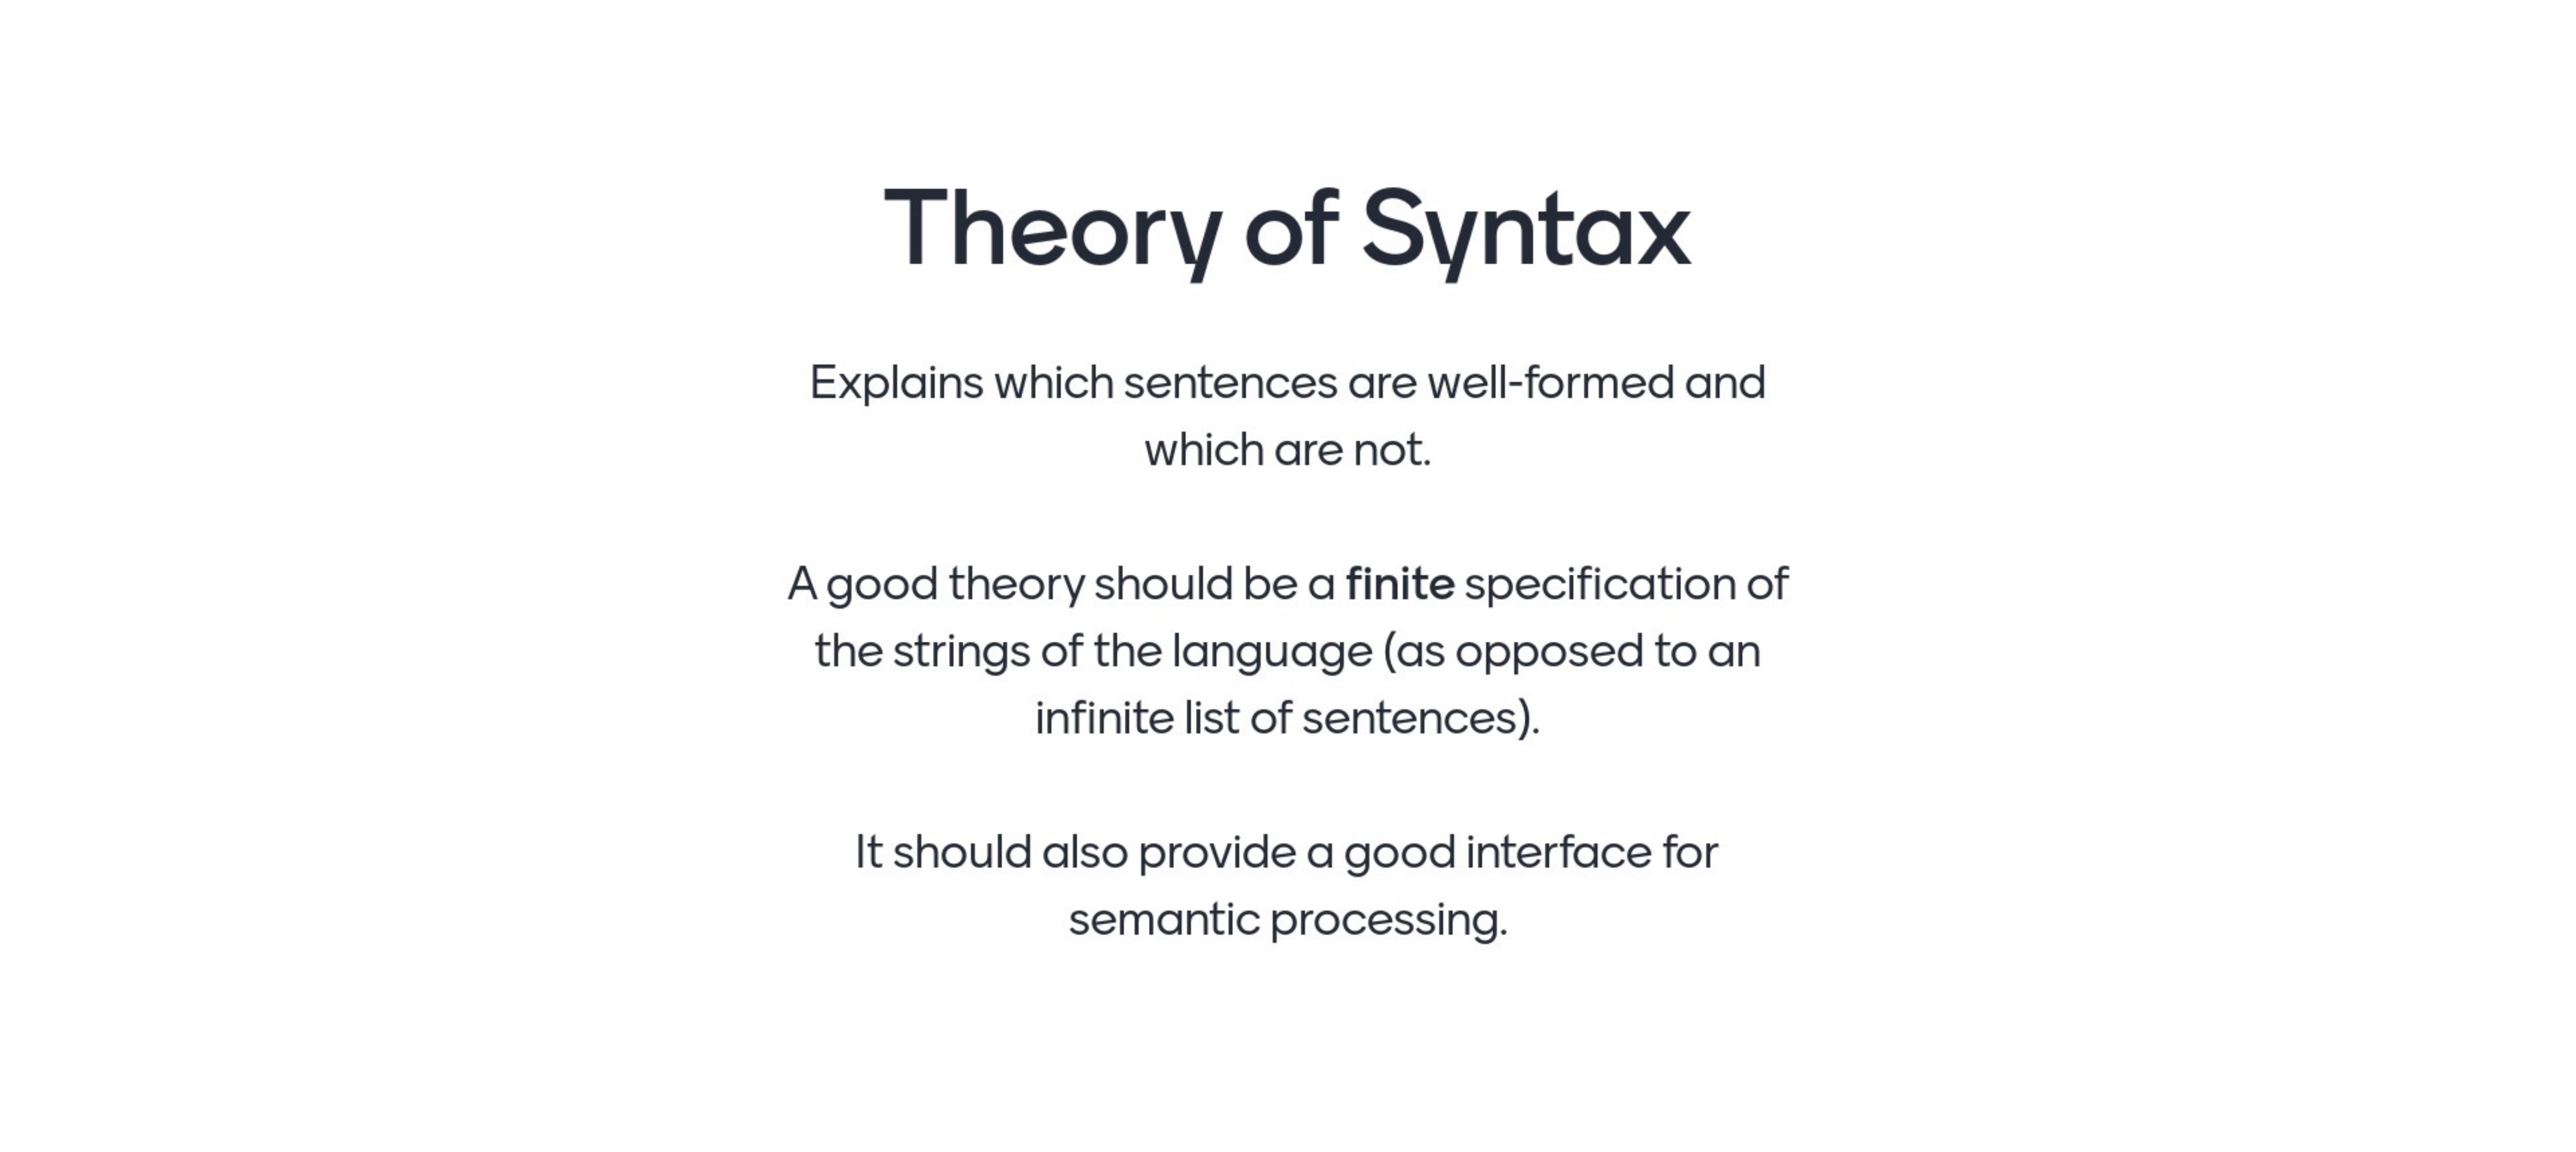 Theory of Syntax
Explains which sentences are well-formed and
which are not.
A good theory should be a finite specification of
the strings of the language (as opposed to an
infinite list of sentences).
It should also provide a good interface for
semantic processing.